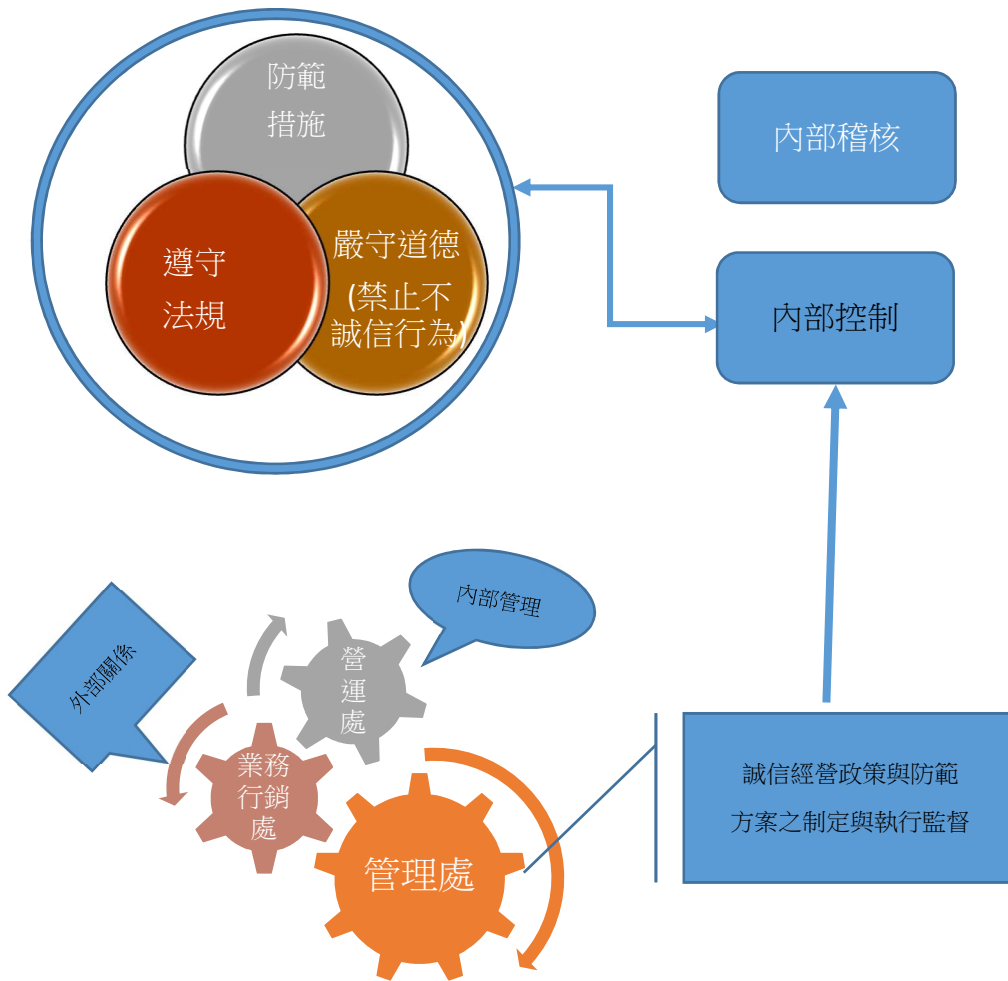 防範
措施
遵守
法規
嚴守道德
(禁止不
誠信行為)
內部稽核
內部控制
外部關係
內部管理
營
運
處
業務
行銷
處
管理處
誠信經營政策與防範
方案之制定與執行監督